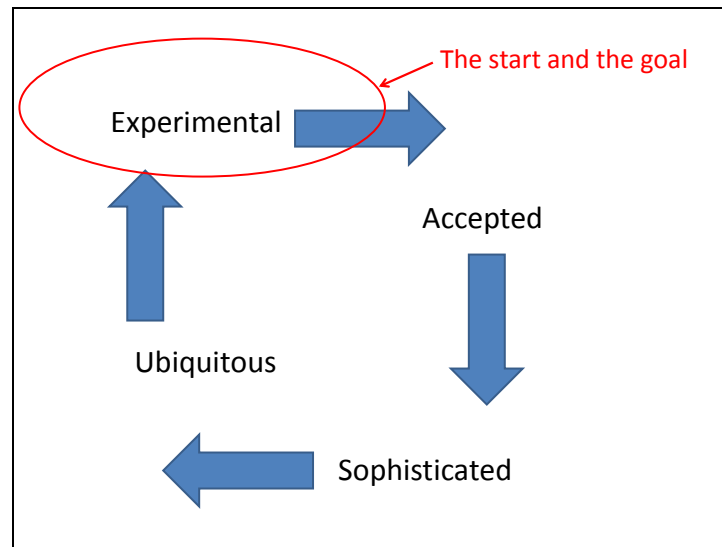 The start and the goal
Experimental
Accepted
Ubiquitous
Sophisticated